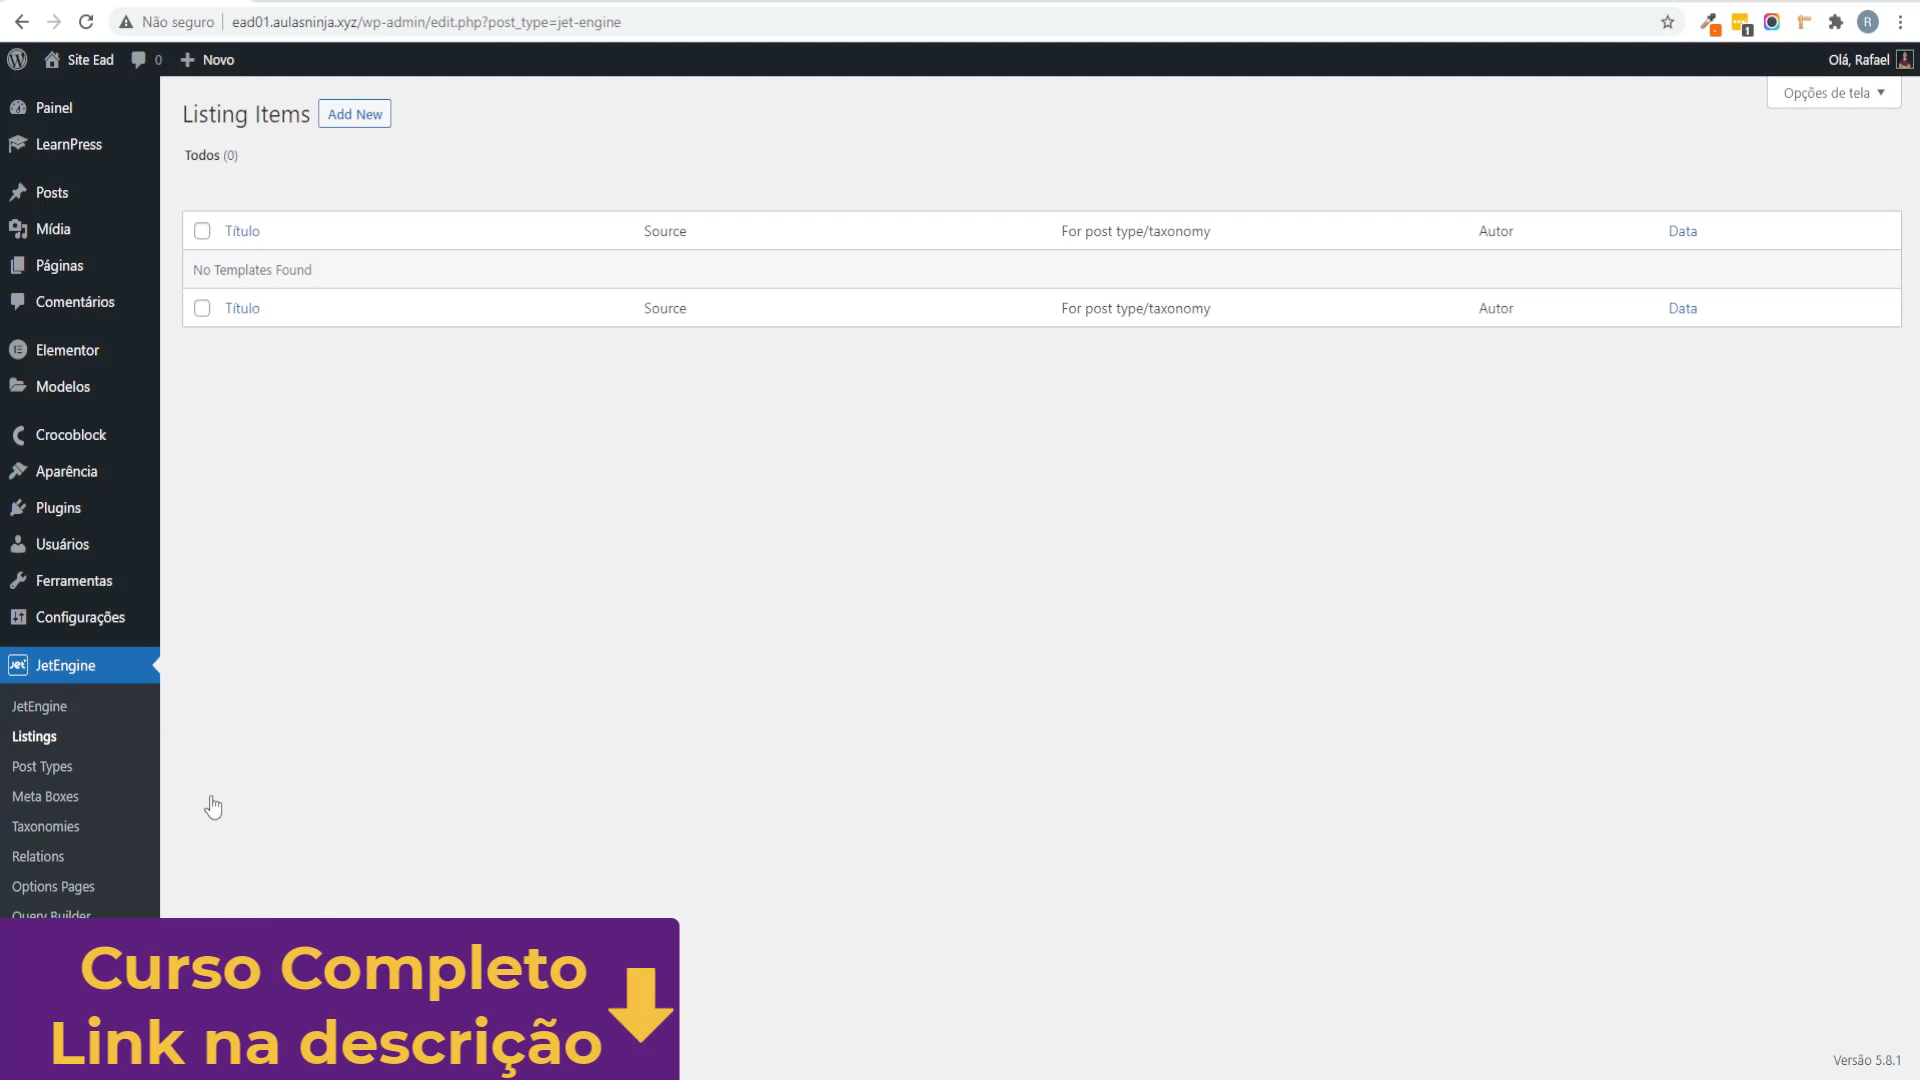 Não seguro
ead01.aulasninja.xyz/wp-admin/edit.php?post_type=jet-engine
1
R
Site Ead
0
Novo
Olá, Rafael
Painel
LearnPress
Posts
Mídia
Páginas
Comentários
Elementor
Modelos
Crocoblock
Aparência
Plugins
Usuários
Ferramentas
Configurações
Jet
JetEngine
JetEngine
Listings
Post Types
Meta Boxes
Taxonomies
Relations
Options Pages
Query Builder
Listing Items
Add New
Opções de tela
Todos (0)
Título Source For post type/taxonomy Autor Data
No Templates Found
Título Source For post type/taxonomy Autor Data
Curso Completo
Link na descrição
Versão 5.8.1